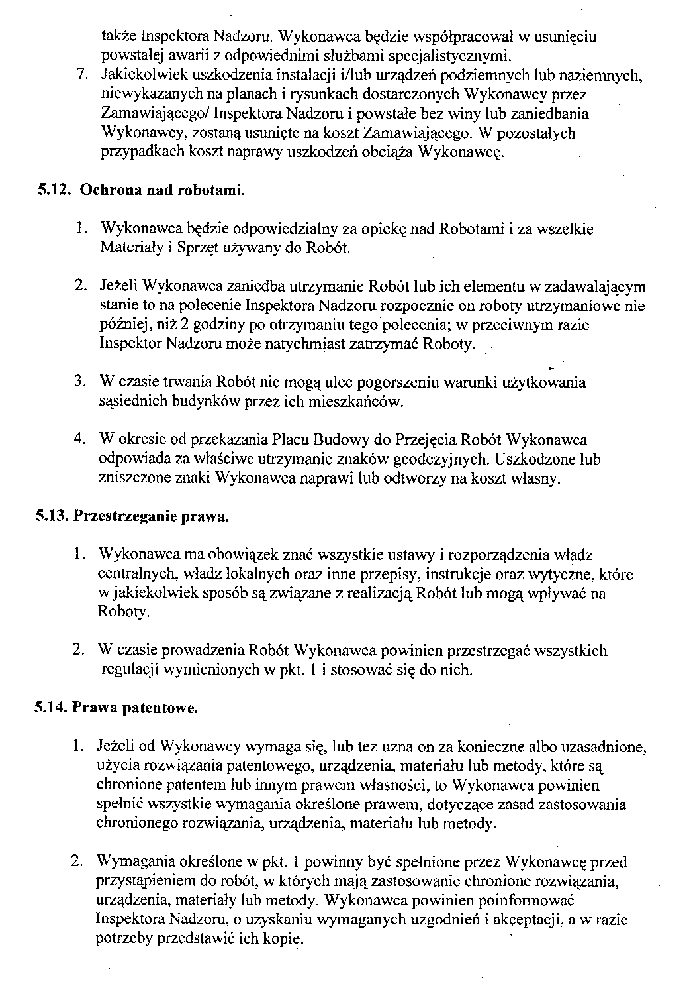 także Inspektora Nadzoru. Wykonawca będzie współpracował w usunięciu
powstałej awarii z odpowiednimi służbami specjalistycznymi.
7. Jakiekolwiek uszkodzenia instalacji i/lub urządzeń podziemnych lub naziemnych,
niewykazanych na planach i rysunkach dostarczonych Wykonawcy przez
Zamawiającego/ Inspektora Nadzoru i powstałe bez winy lub zaniedbania
Wykonawcy, zostaną usunięte na koszt Zamawiającego. W pozostałych
przypadkach koszt naprawy uszkodzeń obciąża Wykonawcę.
5.12. Ochrona nad robotami.
1. Wykonawca będzie odpowiedzialny za opiekę nad Robotami i za wszelkie
Materiały i Sprzęt używany do Robót.
2. Jeżeli Wykonawca zaniedba utrzymanie Robót lub ich elementu w zadawalającym
stanie to na polecenie Inspektora Nadzoru rozpocznie on roboty utrzymaniowe nie
później, niż 2 godziny po otrzymaniu tego polecenia; w przeciwnym razie
Inspektor Nadzoru może natychmiast zatrzymać Roboty.
3. W czasie trwania Robót nie mogą ulec pogorszeniu warunki użytkowania
sąsiednich budynków przez ich mieszkańców.
4. W okresie od przekazania Placu Budowy do Przejęcia Robót Wykonawca
odpowiada za właściwe utrzymanie znaków geodezyjnych. Uszkodzone lub
zniszczone znaki Wykonawca naprawi lub odtworzy na koszt własny.
5.13. Przestrzeganie prawa.
1. Wykonawca ma obowiązek znać wszystkie ustawy i rozporządzenia władz
centralnych, władz lokalnych oraz inne przepisy, instrukcje oraz wytyczne, które
w jakiekolwiek sposób są związane z realizacją Robót lub mogą wpływać na
Roboty.
2. W czasie prowadzenia Robót Wykonawca powinien przestrzegać wszystkich
regulacji wymienionych w pkt. 1 i stosować się do nich.
5.14. Prawa patentowe.
1. Jeżeli od Wykonawcy wymaga się, lub tez uzna on za konieczne albo uzasadnione,
użycia rozwiązania patentowego, urządzenia, materiału lub metody, które są
chronione patentem lub innym prawem własności, to Wykonawca powinien
spełnić wszystkie wymagania określone prawem, dotyczące zasad zastosowania
chronionego rozwiązania, urządzenia, materiału lub metody.
2. Wymagania określone w pkt. 1 powinny być spełnione przez Wykonawcę przed
przystąpieniem do robót, w których mają zastosowanie chronione rozwiązania,
urządzenia, materiały lub metody. Wykonawca powinien poinformować
Inspektora Nadzoru, o uzyskaniu wymaganych uzgodnień i akceptacji, a w razie
potrzeby przedstawić ich kopie.